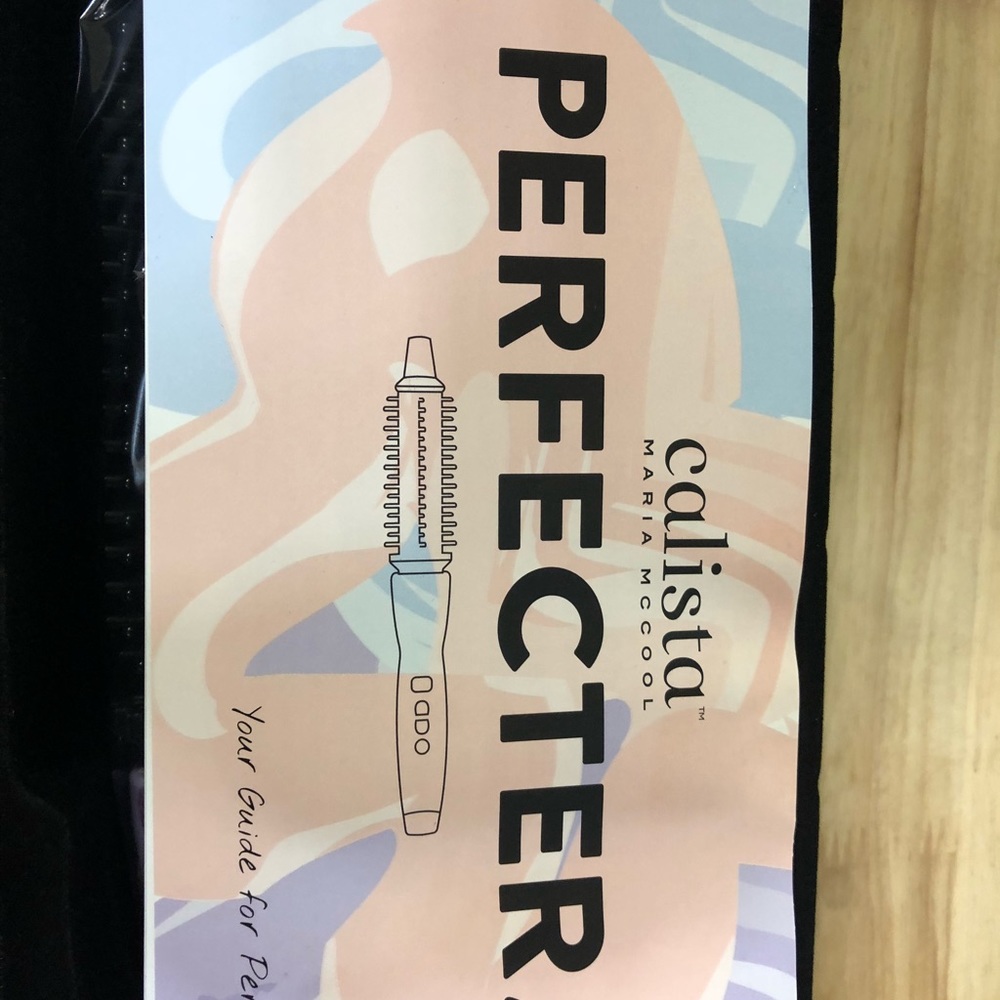 calista™
MARIA MCCOOL
PERFECTER
Your Guide for